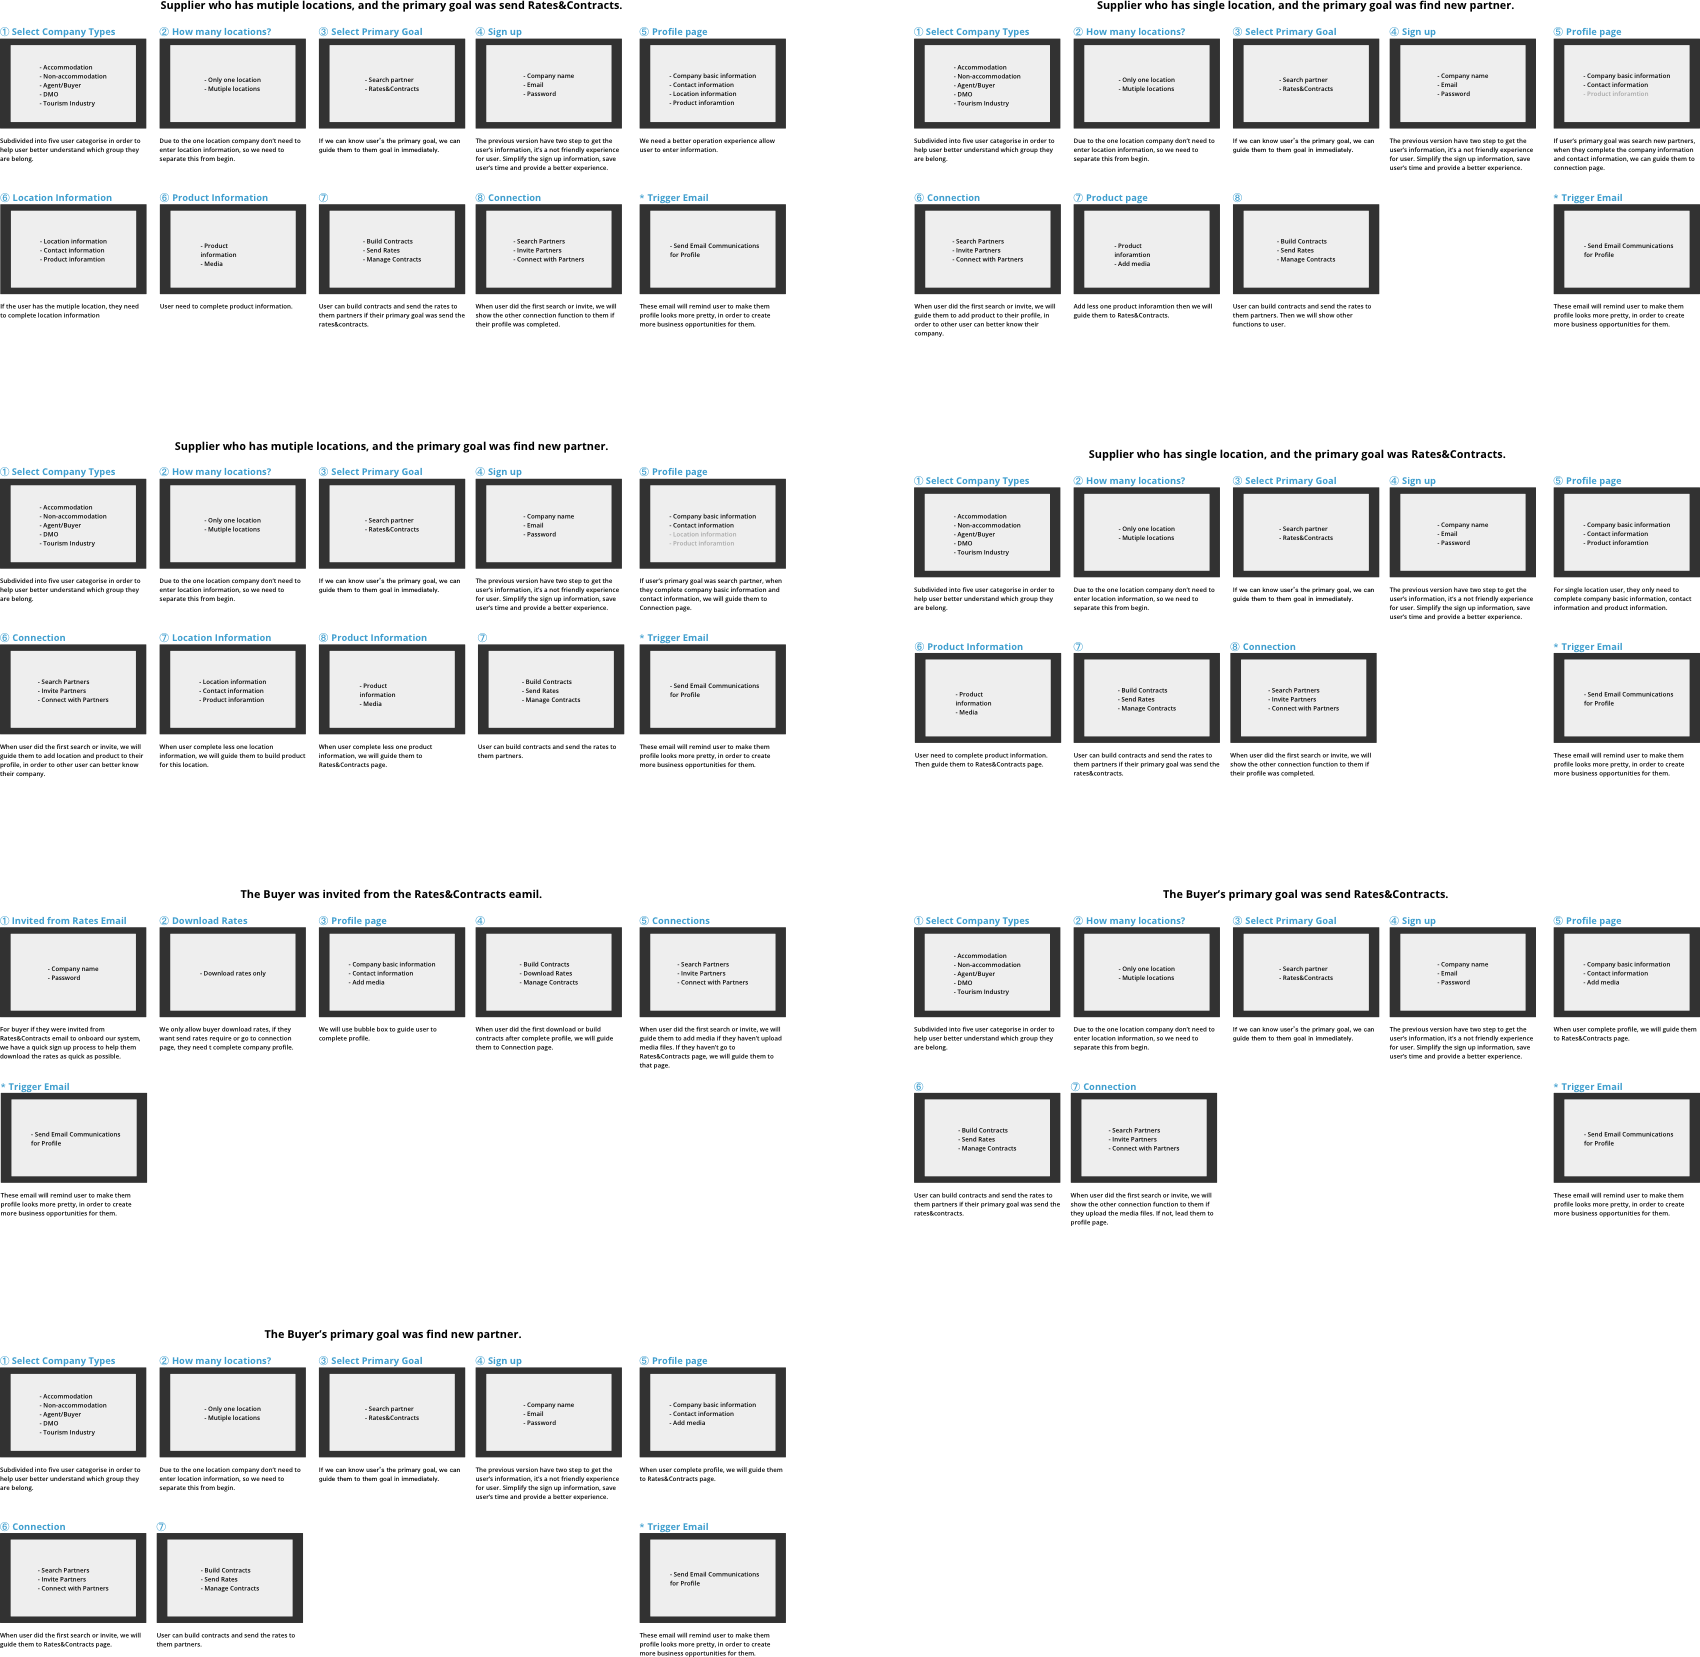 Supplier who has mutiple locations, and the primary goal was send Rates&Contracts.
① Select Company Types
- Accommodation
- Non-accommodation
- Agent/Buyer
- DMO
- Tourism Industry
Subdivided into five user categorise in order to
help user better understand which group they
are belong.
② How many locations?
- Only one location
- Mutiple locations
Due to the one location company don't need to
enter location information, so we need to
separate this from begin.
③ Select Primary Goal
- Search partner
- Rates&Contracts
If we can know user's the primary goal, we can
guide them to them goal in immediately.
④ Sign up
- Company name
- Email
- Password
The previous version have two step to get the
user's information, it's a not friendly experience
for user. Simplify the sign up information, save
user's time and provide a better experience.
⑤ Profile page
- Company basic information
- Contact information
- Location information
- Product inforamtion
We need a better operation experience allow
user to enter information.
⑥ Location Information
- Location information
- Contact information
- Product inforamtion
If the user has the mutiple location, they need
to complete location information
⑥ Product Information
- Product
information
- Media
User need to complete product information.
⑦
- Build Contracts
- Send Rates
- Manage Contracts
User can build contracts and send the rates to
them partners if their primary goal was send the
rates&contracts.
⑧ Connection
- Search Partners
- Invite Partners
- Connect with Partners
When user did the first search or invite, we will
show the other connection function to them if
their profile was completed.
* Trigger Email
- Send Email Communications
for Profile
These email will remind user to make them
profile looks more pretty, in order to create
more business opportunities for them.
Supplier who has single location, and the primary goal was find new partner.
① Select Company Types
- Accommodation
- Non-accommodation
- Agent/Buyer
- DMO
- Tourism Industry
Subdivided into five user categorise in order to
help user better understand which group they
are belong.
② How many locations?
- Only one location
- Mutiple locations
Due to the one location company don't need to
enter location information, so we need to
separate this from begin.
③ Select Primary Goal
- Search partner
- Rates&Contracts
If we can know user's the primary goal, we can
guide them to them goal in immediately.
④ Sign up
- Company name
- Email
- Password
The previous version have two step to get the
user's information, it's a not friendly experience
for user. Simplify the sign up information, save
user's time and provide a better experience.
⑤ Profile page
- Company basic information
- Contact information
- Product inforamtion
If user's primary goal was search new partners,
when they complete the company information
and contact information, we can guide them to
connection page.
⑥ Connection
- Search Partners
- Invite Partners
- Connect with Partners
When user did the first search or invite, we will
guide them to add product to their profile, in
order to other user can better know their
company.
⑦ Product page
- Product
inforamtion
- Add media
Add less one product inforamtion then we will
guide them to Rates&Contracts.
⑧
- Build Contracts
- Send Rates
- Manage Contracts
User can build contracts and send the rates to
them partners. Then we will show other
functions to user.
* Trigger Email
- Send Email Communications
for Profile
These email will remind user to make them
profile looks more pretty, in order to create
more business opportunities for them.
Supplier who has mutiple locations, and the primary goal was find new partner.
① Select Company Types
- Accommodation
- Non-accommodation
- Agent/Buyer
- DMO
- Tourism Industry
Subdivided into five user categorise in order to
help user better understand which group they
are belong.
② How many locations?
- Only one location
- Mutiple locations
Due to the one location company don't need to
enter location information, so we need to
separate this from begin.
③ Select Primary Goal
- Search partner
- Rates&Contracts
If we can know user's the primary goal, we can
guide them to them goal in immediately.
④ Sign up
- Company name
- Email
- Password
The previous version have two step to get the
user's information, it's a not friendly experience
for user. Simplify the sign up information, save
user's time and provide a better experience.
⑤ Profile page
- Company basic information
- Contact information
- Location information
- Product inforamtion
If user's primary goal was search partner, when
they complete company basic information and
contact information, we will guide them to
Connection page.
⑥ Connection
- Search Partners
- Invite Partners
- Connect with Partners
When user did the first search or invite, we will
guide them to add location and product to their
profile, in order to other user can better know
their company.
⑦ Location Information
- Location information
- Contact information
- Product inforamtion
When user complete less one location
information, we will guide them to build product
for this location.
⑧ Product Information
- Product
information
- Media
When user complete less one product
information, we will guide them to
Rates&Contracts page.
⑦
- Build Contracts
- Send Rates
- Manage Contracts
User can build contracts and send the rates to
them partners.
* Trigger Email
- Send Email Communications
for Profile
These email will remind user to make them
profile looks more pretty, in order to create
more business opportunities for them.
Supplier who has single location, and the primary goal was Rates&Contracts.
① Select Company Types
- Accommodation
- Non-accommodation
- Agent/Buyer
- DMO
- Tourism Industry
Subdivided into five user categorise in order to
help user better understand which group they
are belong.
② How many locations?
- Only one location
- Mutiple locations
Due to the one location company don't need to
enter location information, so we need to
separate this from begin.
③ Select Primary Goal
- Search partner
- Rates&Contracts
If we can know user's the primary goal, we can
guide them to them goal in immediately.
④ Sign up
- Company name
- Email
- Password
The previous version have two step to get the
user's information, it's a not friendly experience
for user. Simplify the sign up information, save
user's time and provide a better experience.
⑤ Profile page
- Company basic information
- Contact information
- Product inforamtion
For single location user, they only need to
complete company basic information, contact
information and product information.
⑥ Product Information
- Product
information
- Media
User need to complete product information.
Then guide them to Rates&Contracts page.
⑦
- Build Contracts
- Send Rates
- Manage Contracts
User can build contracts and send the rates to
them partners if their primary goal was send the
rates&contracts.
⑧ Connection
- Search Partners
- Invite Partners
- Connect with Partners
When user did the first search or invite, we will
show the other connection function to them if
their profile was completed.
* Trigger Email
- Send Email Communications
for Profile
These email will remind user to make them
profile looks more pretty, in order to create
more business opportunities for them.
The Buyer was invited from the Rates&Contracts eamil.
① Invited from Rates Email
- Company name
- Password
For buyer if they were invited from
Rates&Contracts email to onboard our system,
we have a quick sign up process to help them
download the rates as quick as possible.
② Download Rates
- Download rates only
We only allow buyer download rates, if they
want send rates require or go to connection
page, they need t complete company profile.
③ Profile page
- Company basic information
- Contact information
- Add media
We will use bubble box to guide user to
complete profile.
④
- Build Contracts
- Download Rates
- Manage Contracts
When user did the first download or build
contracts after complete profile, we will guide
them to Connection page.
⑤ Connections
- Search Partners
- Invite Partners
- Connect with Partners
When user did the first search or invite, we will
guide them to add media if they haven't upload
media files. If they haven't go to
Rates&Contracts page, we will guide them to
that page.
* Trigger Email
- Send Email Communications
for Profile
These email will remind user to make them
profile looks more pretty, in order to create
more business opportunities for them.
The Buyer's primary goal was send Rates&Contracts.
① Select Company Types
- Accommodation
- Non-accommodation
- Agent/Buyer
- DMO
- Tourism Industry
Subdivided into five user categorise in order to
help user better understand which group they
are belong.
② How many locations?
- Only one location
- Mutiple locations
Due to the one location company don't need to
enter location information, so we need to
separate this from begin.
③ Select Primary Goal
- Search partner
- Rates&Contracts
If we can know user's the primary goal, we can
guide them to them goal in immediately.
④ Sign up
- Company name
- Email
- Password
The previous version have two step to get the
user's information, it's a not friendly experience
for user. Simplify the sign up information, save
user's time and provide a better experience.
⑤ Profile page
- Company basic information
- Contact information
- Add media
When user complete profile, we will guide them
to Rates&Contracts page.
⑥
- Build Contracts
- Send Rates
- Manage Contracts
User can build contracts and send the rates to
them partners if their primary goal was send the
rates&contracts.
⑦ Connection
- Search Partners
- Invite Partners
- Connect with Partners
When user did the first search or invite, we will
show the other connection function to them if
they upload the media files. If not, lead them to
profile page.
* Trigger Email
- Send Email Communications
for Profile
These email will remind user to make them
profile looks more pretty, in order to create
more business opportunities for them.
The Buyer's primary goal was find new partner.
① Select Company Types
- Accommodation
- Non-accommodation
- Agent/Buyer
- DMO
- Tourism Industry
Subdivided into five user categorise in order to
help user better understand which group they
are belong.
② How many locations?
- Only one location
- Mutiple locations
Due to the one location company don't need to
enter location information, so we need to
separate this from begin.
③ Select Primary Goal
- Search partner
- Rates&Contracts
If we can know user's the primary goal, we can
guide them to them goal in immediately.
④ Sign up
- Company name
- Email
- Password
The previous version have two step to get the
user's information, it's a not friendly experience
for user. Simplify the sign up information, save
user's time and provide a better experience.
⑤ Profile page
- Company basic information
- Contact information
- Add media
When user complete profile, we will guide them
to Rates&Contracts page.
⑥ Connection
- Search Partners
- Invite Partners
- Connect with Partners
When user did the first search or invite, we will
guide them to Rates&Contracts page.
⑦
- Build Contracts
- Send Rates
- Manage Contracts
User can build contracts and send the rates to
them partners.
* Trigger Email
- Send Email Communications
for Profile
These email will remind user to make them
profile looks more pretty, in order to create
more business opportunities for them.